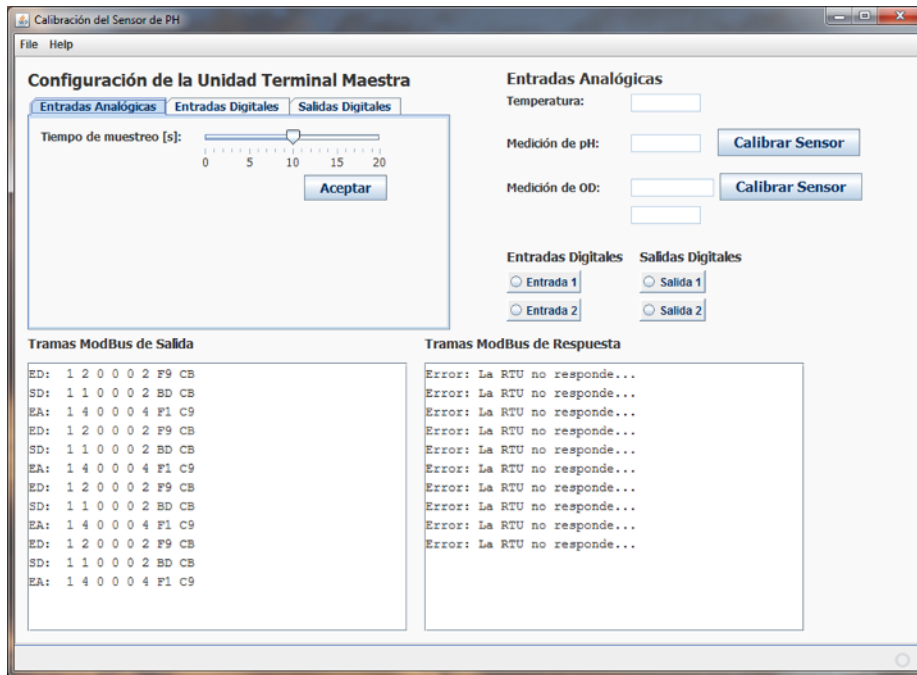 Calibración del Sensor de PH
File Help
Configuración de la Unidad Terminal Maestra
Entradas Analógicas Entradas Digitales Salidas Digitales
Tiempo de muestreo [s]:
0 5 10 15 20
Aceptar
Entradas Analógicas
Temperatura:
Medición de pH: Calibrar Sensor
Medición de OD: Calibrar Sensor
Entradas Digitales Salidas Digitales
Entrada 1 Salida 1
Entrada 2 Salida 2
Tramas ModBus de Salida
ED: 1 2 0 0 0 2 F9 CB
SD: 1 1 0 0 0 2 BD CB
EA: 1 4 0 0 0 4 F1 C9
ED: 1 2 0 0 0 2 F9 CB
SD: 1 1 0 0 0 2 BD CB
EA: 1 4 0 0 0 4 F1 C9
ED: 1 2 0 0 0 2 F9 CB
SD: 1 1 0 0 0 2 BD CB
EA: 1 4 0 0 0 4 F1 C9
ED: 1 2 0 0 0 2 F9 CB
SD: 1 1 0 0 0 2 BD CB
EA: 1 4 0 0 0 4 F1 C9
Tramas ModBus de Respuesta
Error: La RTU no responde...
Error: La RTU no responde...
Error: La RTU no responde...
Error: La RTU no responde...
Error: La RTU no responde...
Error: La RTU no responde...
Error: La RTU no responde...
Error: La RTU no responde...
Error: La RTU no responde...
Error: La RTU no responde...